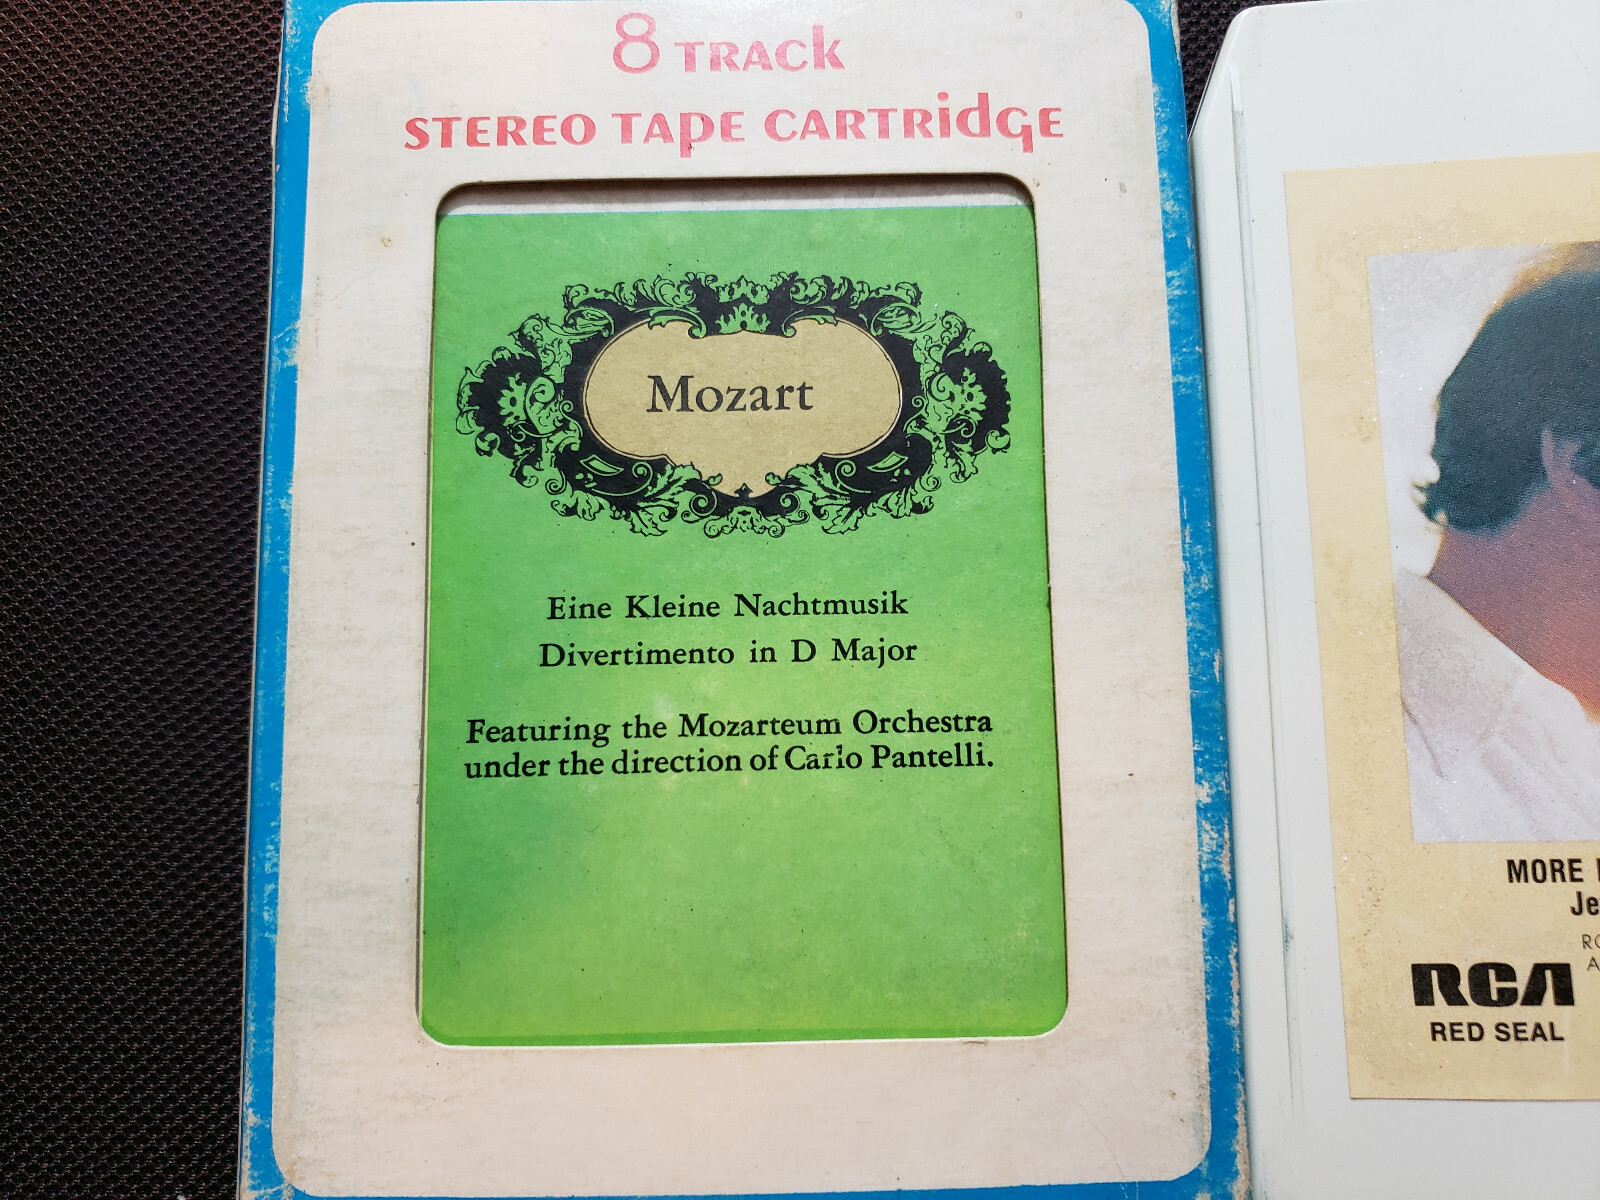 8 TRACK
STEREO TAPE CARTRIDGE
Mozart
Eine Kleine Nachtmusik
Divertimento in D Major
Featuring the Mozarteum Orchestra
under the direction of Carlo Pantelli.
MORE
RCA
RED SEAL